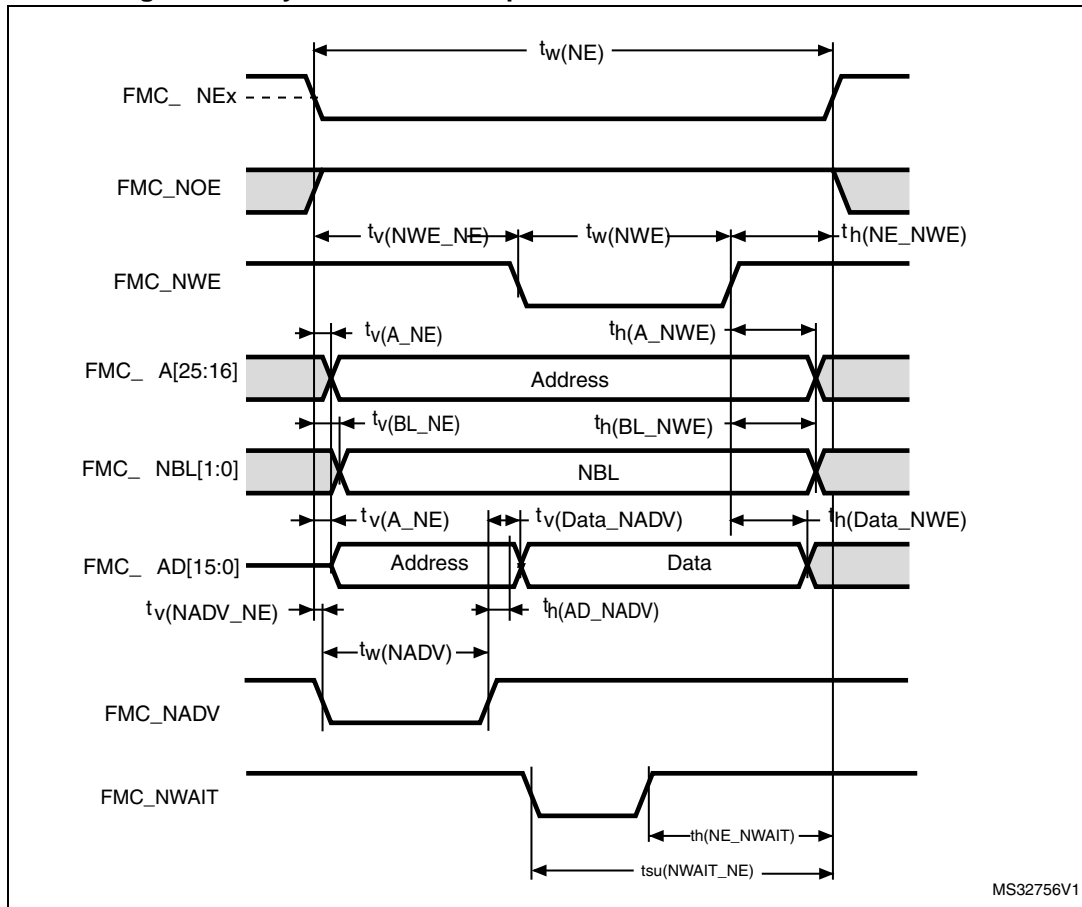 tw(NE)
FMC_ NEx
FMC_NOE
tv(NWE_NE) tw(NWE) th(NE_NWE)
FMC_NWE
tv(A_NE) th(A_NWE)
FMC_ A[25:16] Address
tv(BL_NE) th(BL_NWE)
FMC_ NBL[1:0] NBL
tv(A_NE) tv(Data_NADV) th(Data_NWE)
FMC_ AD[15:0] Address Data
tv(NADV_NE) th(AD_NADV)
tw(NADV)
FMC_NADV
FMC_NWAIT
th(NE_NWAIT)
tsu(NWAIT_NE)
MS32756V1